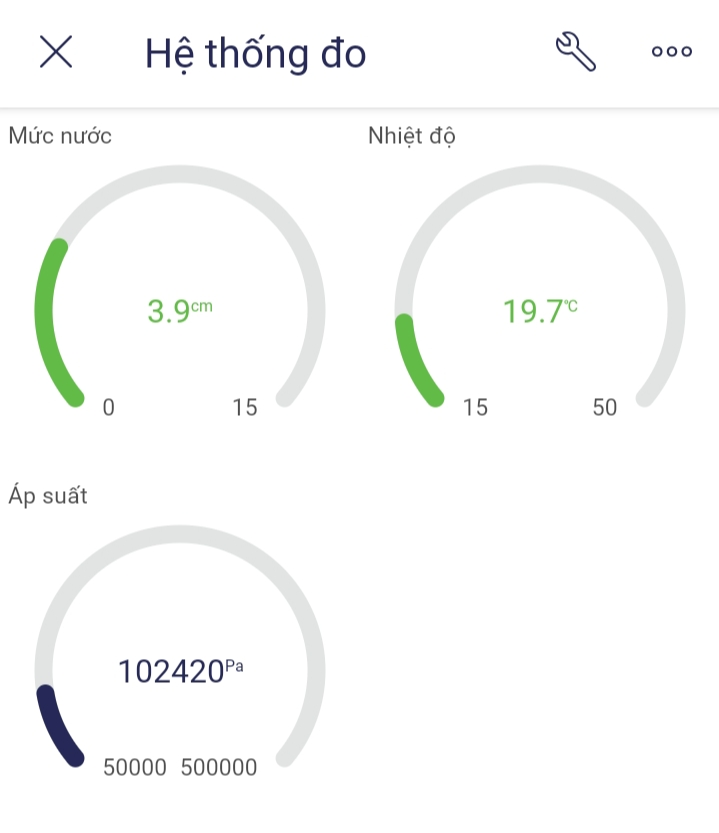 Hệ thống đo
Mức nước
Nhiệt độ
3.9cm
19.7℃
0 15
15 50
Áp suất
102420Pa
50000 500000